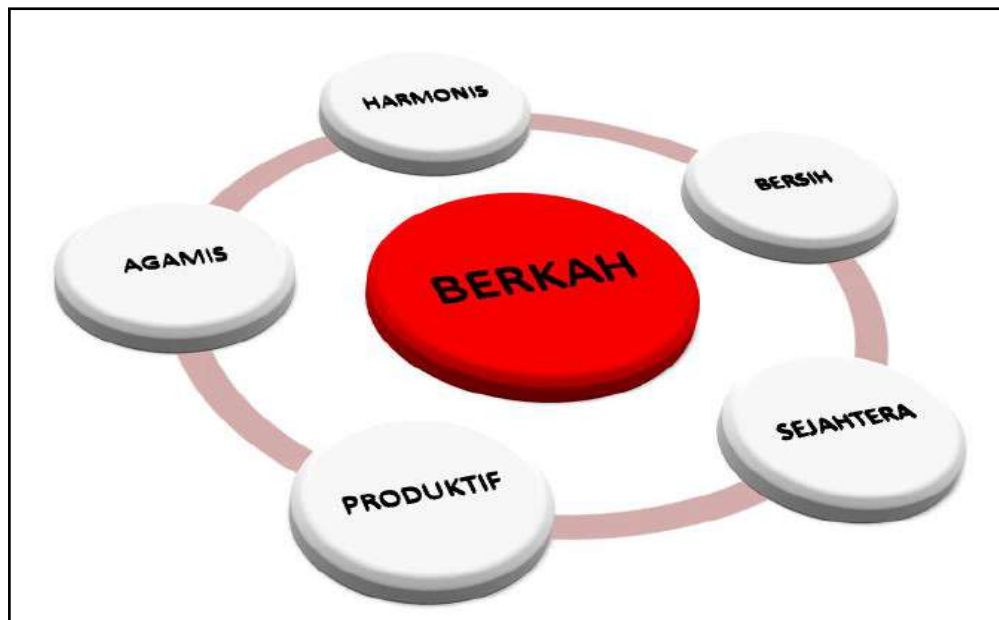 HARMONIS
BERSIH
AGAMIS
BERKAH
SEJAHTERA
PRODUKTIF